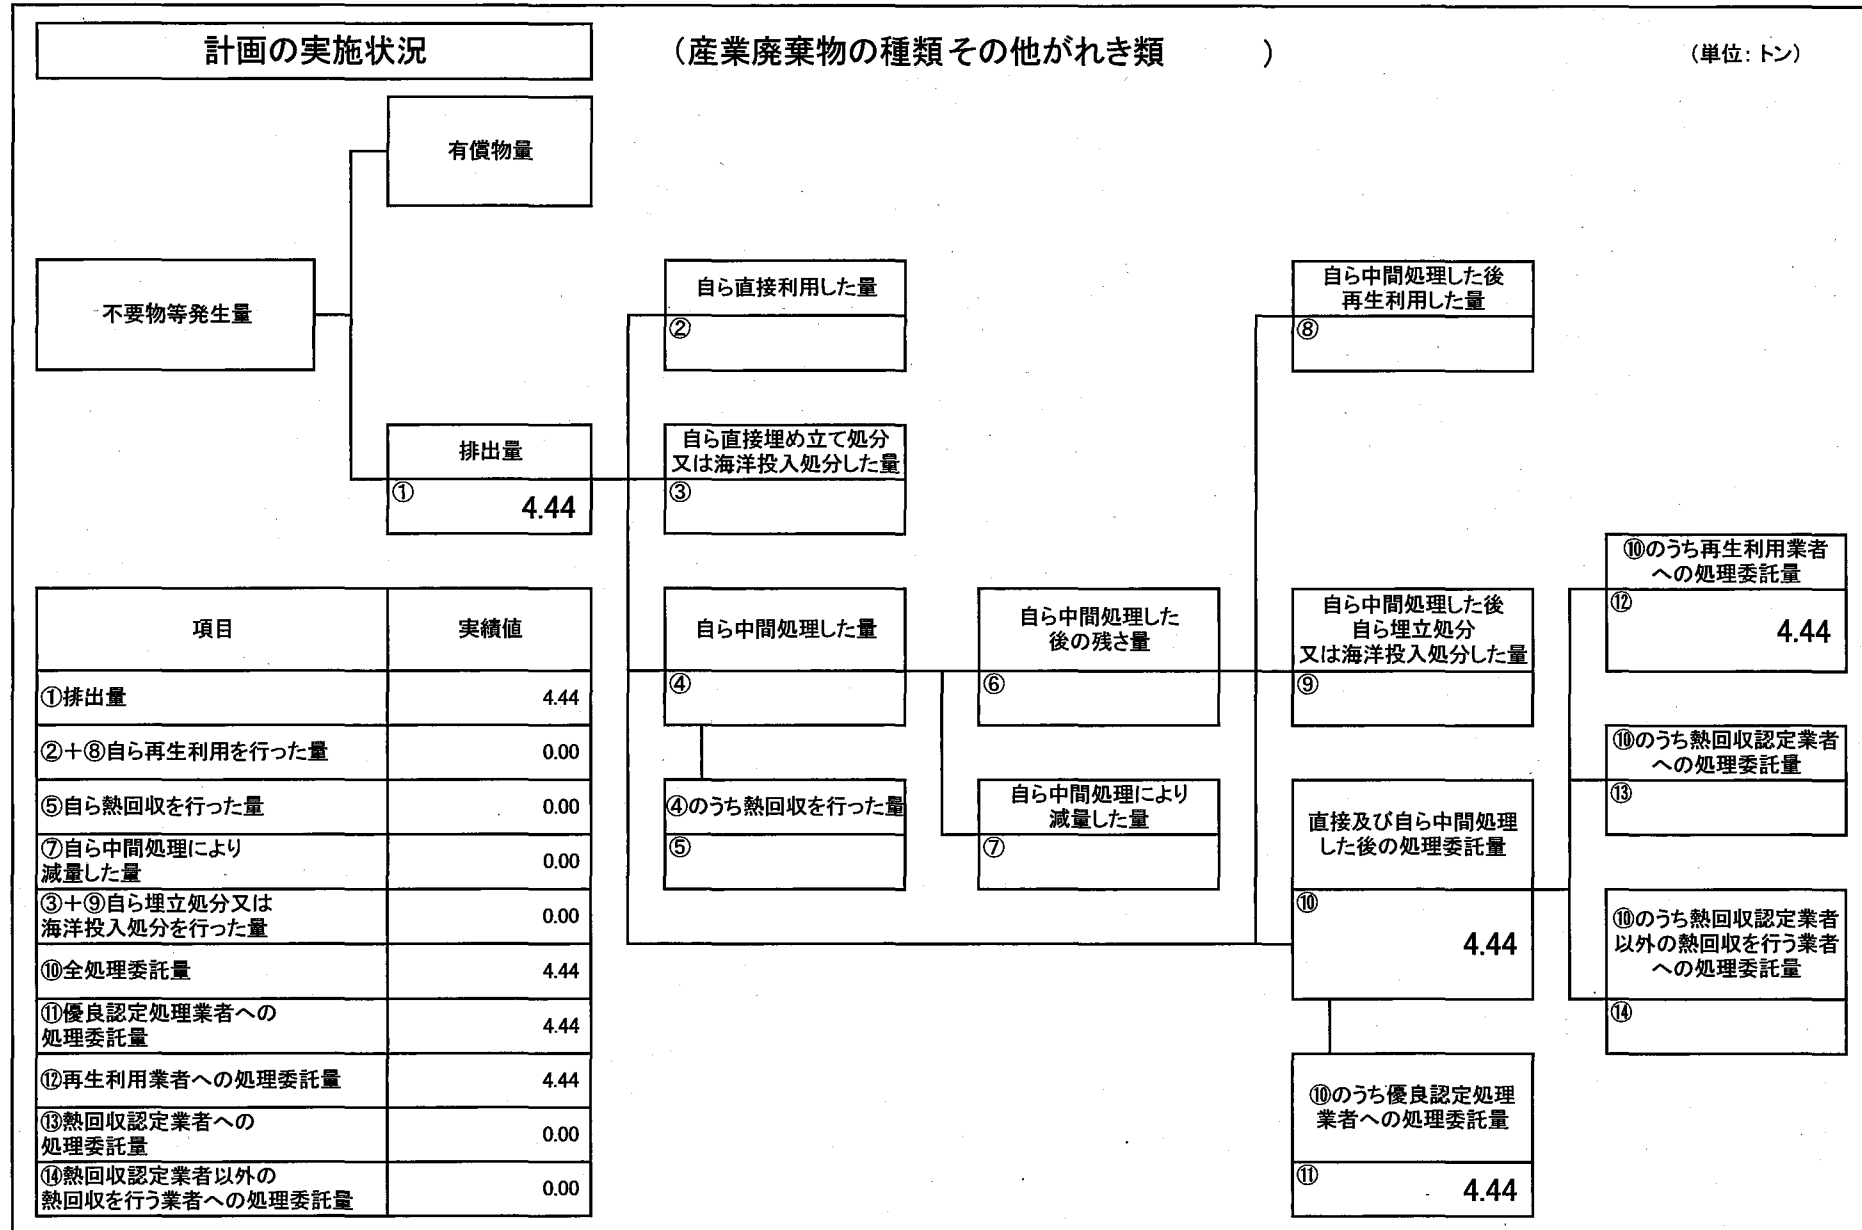 計画の実施状況
(産業廃棄物の種類 その他がれき類 )
(単位:トン)
有償物量
不要物等発生量
自ら直接利用した量
②
自ら中間処理した後
再生利用した量
⑧
排出量
① 4.44
自ら直接埋め立て処分
又は海洋投入処分した量
③
⑩のうち再生利用業者
への処理委託量
⑫ 4.44
自ら中間処理した量
④
自ら中間処理した
後の残さ量
⑥
自ら中間処理した後
自ら埋立処分
又は海洋投入処分した量
⑨
⑩のうち熱回収認定業者
への処理委託量
⑬
④のうち熱回収を行った量
⑤
自ら中間処理により
減量した量
⑦
直接及び自ら中間処理
した後の処理委託量
⑩ 4.44
⑩のうち熱回収認定業者
以外の熱回収を行う業者
への処理委託量
⑭
⑩のうち優良認定処理
業者への処理委託量
⑪ 4.44
項目 実績値
①排出量 4.44
②+⑧自ら再生利用を行った量 0.00
⑤自ら熱回収を行った量 0.00
⑦自ら中間処理により
減量した量 0.00
③+⑨自ら埋立処分又は
海洋投入処分を行った量 0.00
⑩全処理委託量 4.44
⑪優良認定処理業者への
処理委託量 4.44
⑫再生利用業者への処理委託量 4.44
⑬熱回収認定業者への
処理委託量 0.00
⑭熱回収認定業者以外の
熱回収を行う業者への処理委託量 0.00